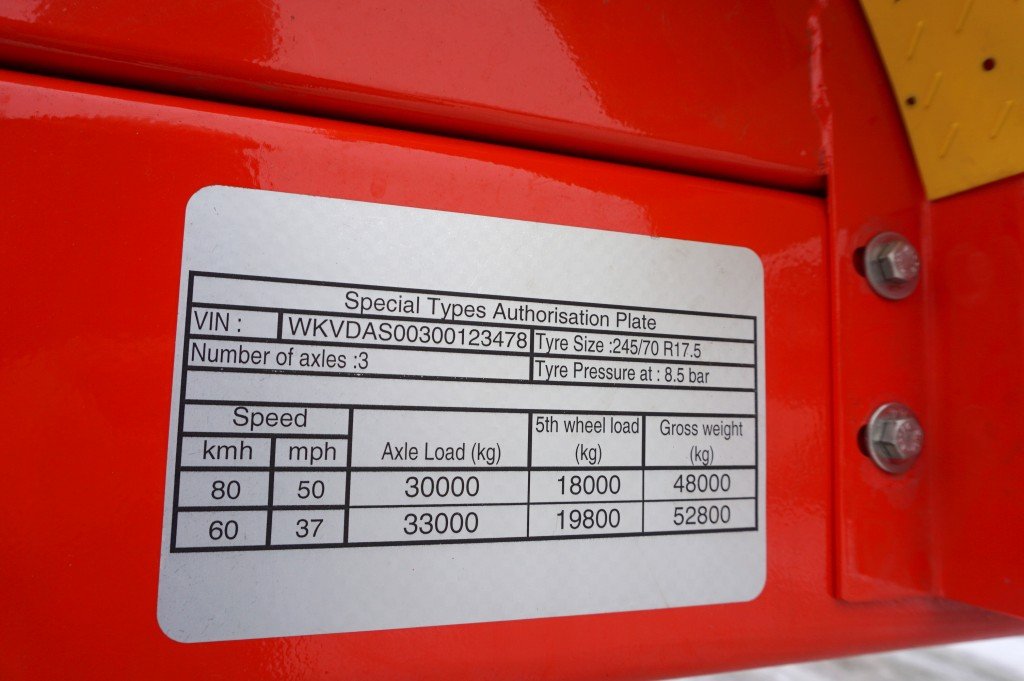 Special Types Authorisation Plate
VIN : WKVDAS00300123478 Tyre Size :245/70 R17.5
Number of axles :3 Tyre Pressure at : 8.5 bar
Speed Axle Load (kg) 5th wheel load (kg) Gross weight (kg)
kmh mph
80 50 30000 18000 48000
60 37 33000 19800 52800